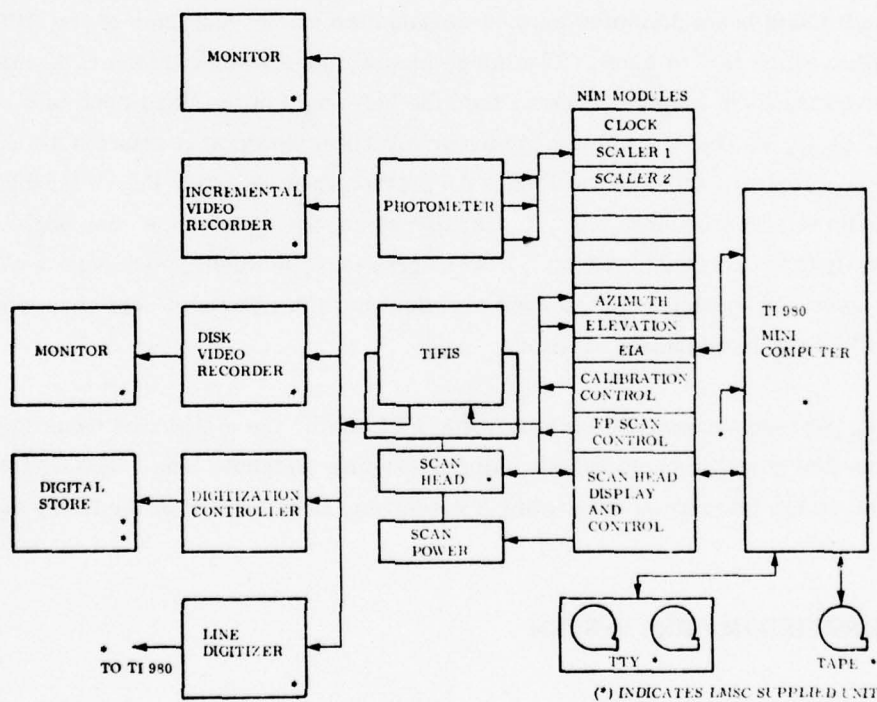 MONITOR
*
INCREMENTAL
VIDEO
RECORDER
*
MONITOR
*
DISK
VIDEO
RECORDER
*
DIGITAL
STORE
*
*
DIGITIZATION
CONTROLLER
*
TO TI 980
LINE
DIGITIZER
*
PHOTOMETER
TIFIS
SCAN
HEAD *
SCAN
POWER
NIM MODULES
CLOCK
SCALER 1
SCALER 2
AZIMUTH
ELEVATION
EIA
CALIBRATION
CONTROL
FP SCAN
CONTROL
SCAN HEAD
DISPLAY
AND
CONTROL
*
TI 980
MINI
COMPUTER
*
TTY *
TAPE *
(*) INDICATES LMSC SUPPLIED UNIT